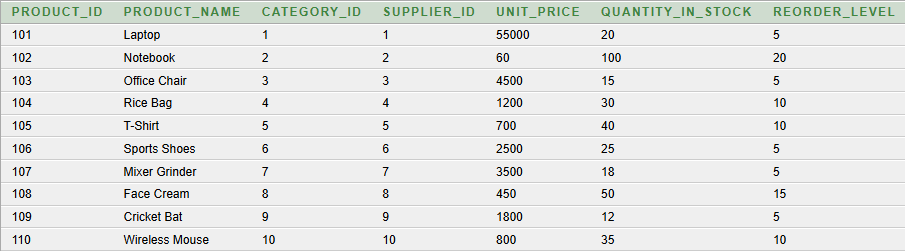 PRODUCT_ID PRODUCT_NAME CATEGORY_ID SUPPLIER_ID UNIT_PRICE QUANTITY_IN_STOCK REORDER_LEVEL
101 Laptop 1 1 55000 20 5
102 Notebook 2 2 60 100 20
103 Office Chair 3 3 4500 15 5
104 Rice Bag 4 4 1200 30 10
105 T-Shirt 5 5 700 40 10
106 Sports Shoes 6 6 2500 25 5
107 Mixer Grinder 7 7 3500 18 5
108 Face Cream 8 8 450 50 15
109 Cricket Bat 9 9 1800 12 5
110 Wireless Mouse 10 10 800 35 10